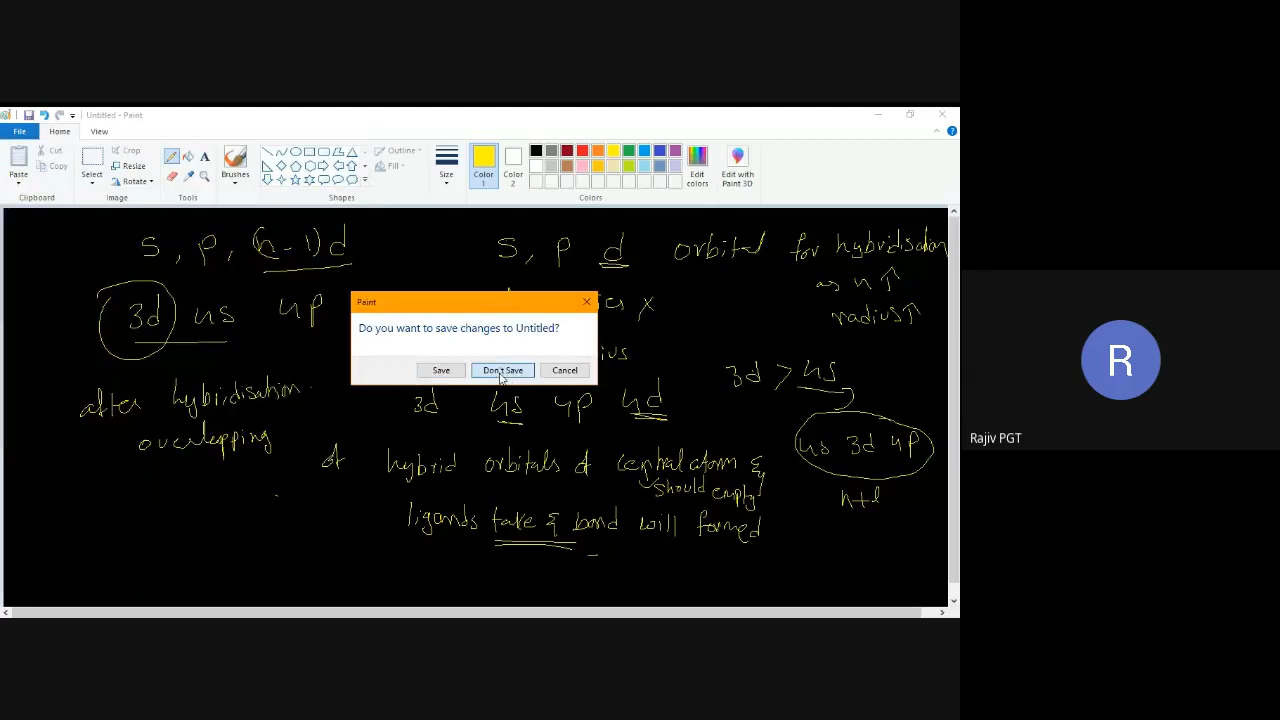 Untitled - Paint
File Home View
Paste Cut Copy Clipboard
Select Crop Resize Rotate Image
Tools
Brushes
Outline Fill Shapes
Size
Color 1 Color 2 Edit colors Edit with Paint 3D Colors
s, p, (n-1)d
s, p d orbital for hybridisation
as n↑
radius↑
3d 4s 4p
x
Paint
Do you want to save changes to Untitled?
Save Don't Save Cancel
3d > 4s
after hybridisation
overlapping
3d 4s 4p 4d
4s 3d 4p
n+l
of hybrid orbitals of central atom &
should empty
ligands take & bond will formed
R
Rajiv PGT